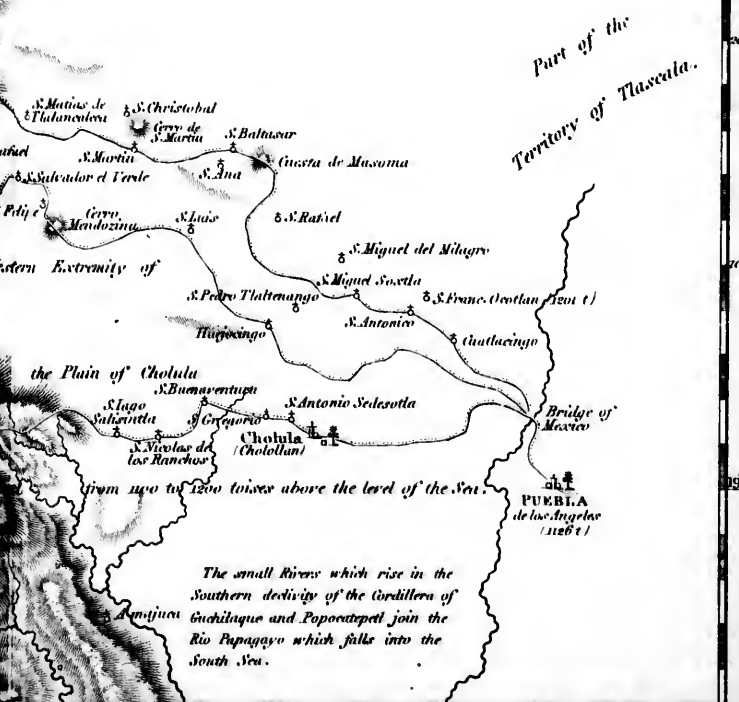 Part of the
Territory of Tlascala.
S. Matias de
Tlalancaleca
S. Christobal
Cerro de
S. Martin
S. Martin
S. Baltasar
S. Ana
Cuesta de Masoma
S. Salvador el Verde
Felipe
Cerro
Mendozina
S. Luis
S. Rafael
S. Miguel del Milagro
Extremity of
S. Miguel Soxtla
S. Pedro Tlaltenango
S. Franc. Ocotlan (1201 t)
S. Antonico
Huejocingo
Cuatlacingo
the Plain of Cholula
S. Buenaventura
S. Iago
Salisintla
S. Gregorio
S. Antonio Sedesotla
Bridge of
Mexico
Cholula
(Cholollan)
S. Nicolas de
los Ranchos
from 1100 to 1200 toises above the level of the Sea.
PUEBLA
de los Angeles
(1126 t)
The small Rivers which rise in the
Southern declivity of the Cordillera of
Guchilaque and Popocatepetl join the
Rio Papagayo which falls into the
South Sea.
Amajuca